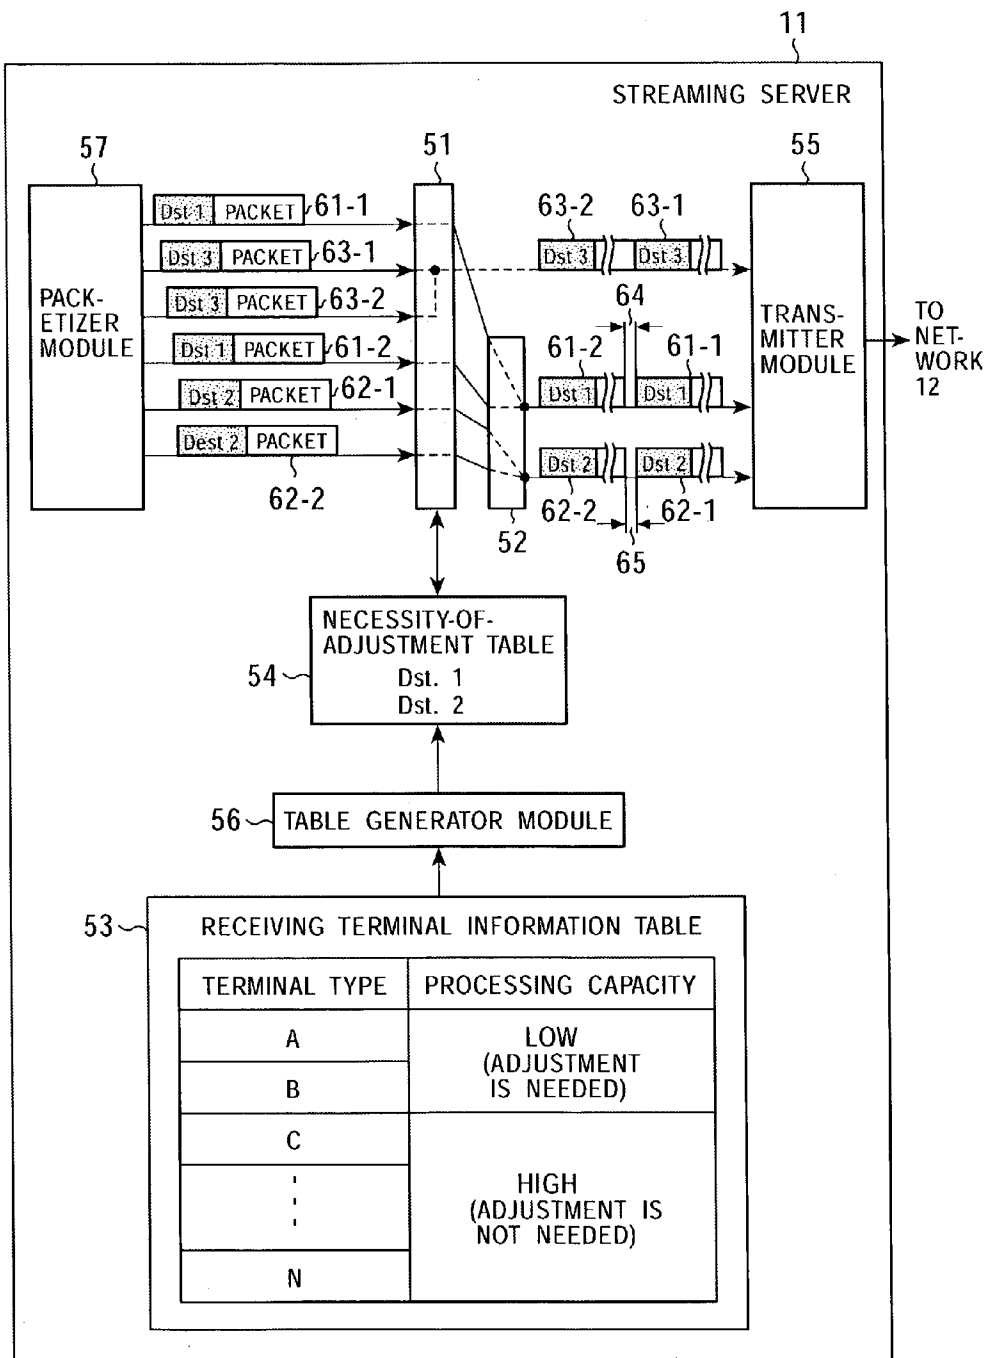 11
STREAMING SERVER
57
51
55
Dst 1 PACKET 61-1
Dst 3 PACKET 63-1
Dst 3 PACKET 63-2
Dst 1 PACKET 61-2
Dst 2 PACKET 62-1
Dest 2 PACKET
62-2
PACK-
ETIZER
MODULE
63-2 63-1
Dst 3 Dst 3
64
61-2 61-1
Dst 1 Dst 1
Dst 2 Dst 2
62-2 62-1
65
52
TRANS-
MITTER
MODULE
TO
NET-
WORK
12
NECESSITY-OF-
ADJUSTMENT TABLE
Dst. 1
Dst. 2
54
56
TABLE GENERATOR MODULE
53
RECEIVING TERMINAL INFORMATION TABLE
TERMINAL TYPE PROCESSING CAPACITY
A
B
LOW
(ADJUSTMENT
IS NEEDED)
C
N
HIGH
(ADJUSTMENT IS
NOT NEEDED)